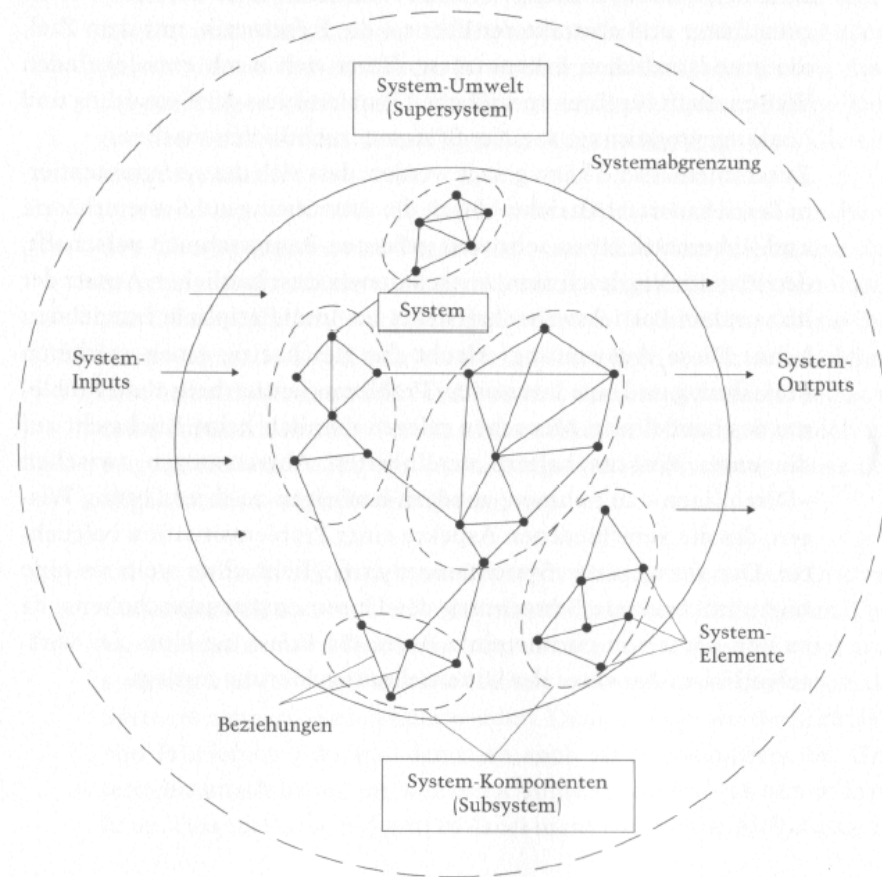 System-Umwelt
(Supersystem)
Systemabgrenzung
System
System-
Inputs
System-
Outputs
System-
Elemente
Beziehungen
System-Komponenten
(Subsystem)